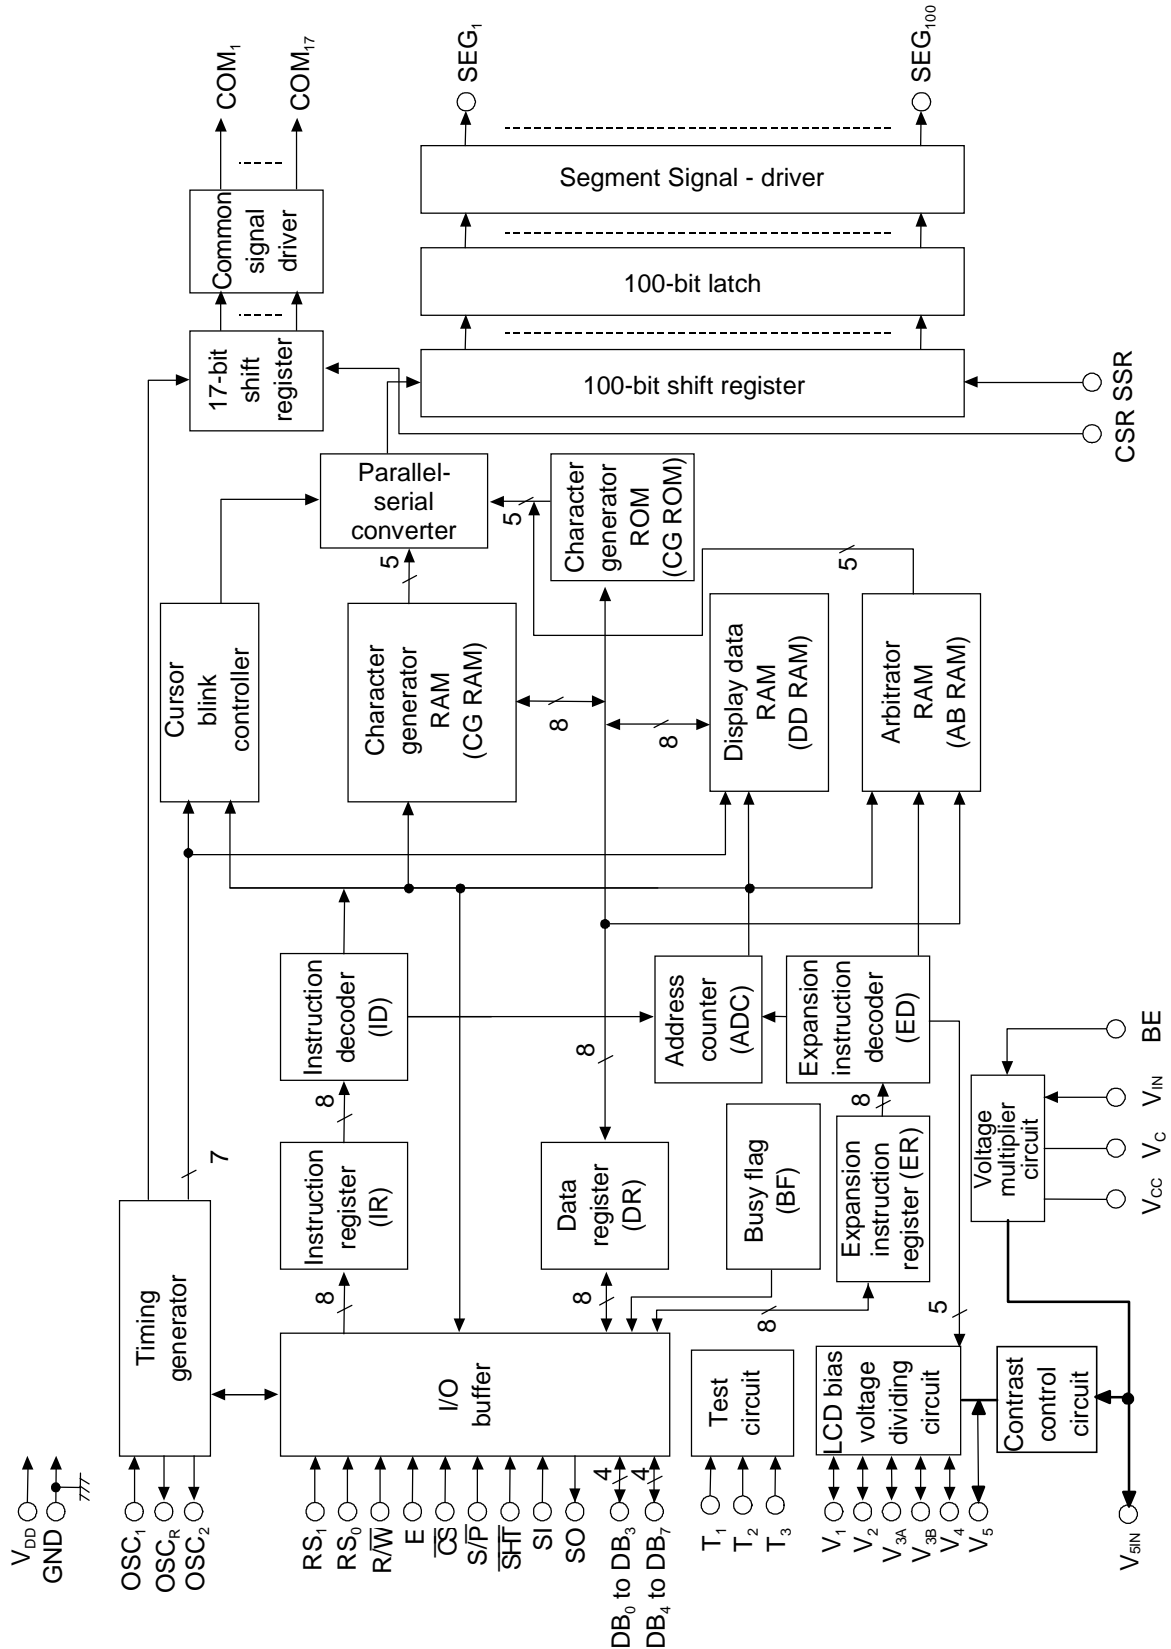 V_DD
GND
OSC₁
OSC_R
OSC₂
Timing
generator
7
RS₁
RS₀
R/W̅
E
C̅S̅
S̅/P
S̅H̅T̅
SI
SO
DB₀ to DB₃
DB₄ to DB₇
4
4
I/O
buffer
8
Instruction
register
(IR)
8
Instruction
decoder
(ID)
8
Data
register
(DR)
8
Busy flag
(BF)
8
Expansion
instruction
register (ER)
8
Expansion
instruction
decoder
(ED)
5
Address
counter
(ADC)
Cursor
blink
controller
Character
generator
RAM
(CG RAM)
8
5
Display data
RAM
(DD RAM)
8
Arbitrator
RAM
(AB RAM)
5
Character
generator
ROM
(CG ROM)
5
Parallel-
serial
converter
17-bit
shift
register
Common
signal
driver
COM₁
COM₁₇
100-bit shift register
100-bit latch
Segment Signal - driver
SEG₁
SEG₁₀₀
CSR
SSR
T₁
T₂
T₃
Test
circuit
V₁
V₂
V₃A
V₃B
V₄
V₅
LCD bias
voltage
dividing
circuit
Contrast
control
circuit
V₅IN
Voltage
multiplier
circuit
BE
V_IN
V_C
V_CC